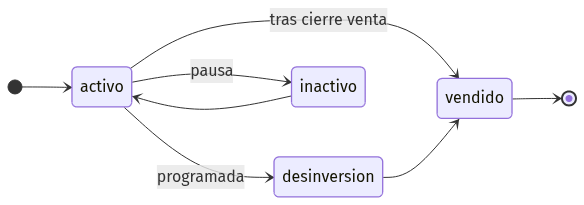 tras cierre venta
pausa
activo
inactivo
vendido
programada
desinversion